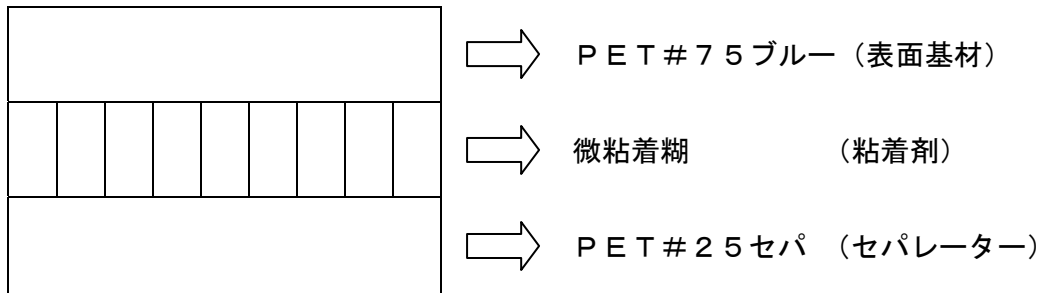 ＰＥＴ＃７５ブルー（表面基材）
微粘着糊　　　　　（粘着剤）
ＰＥＴ＃２５セパ　（セパレーター）